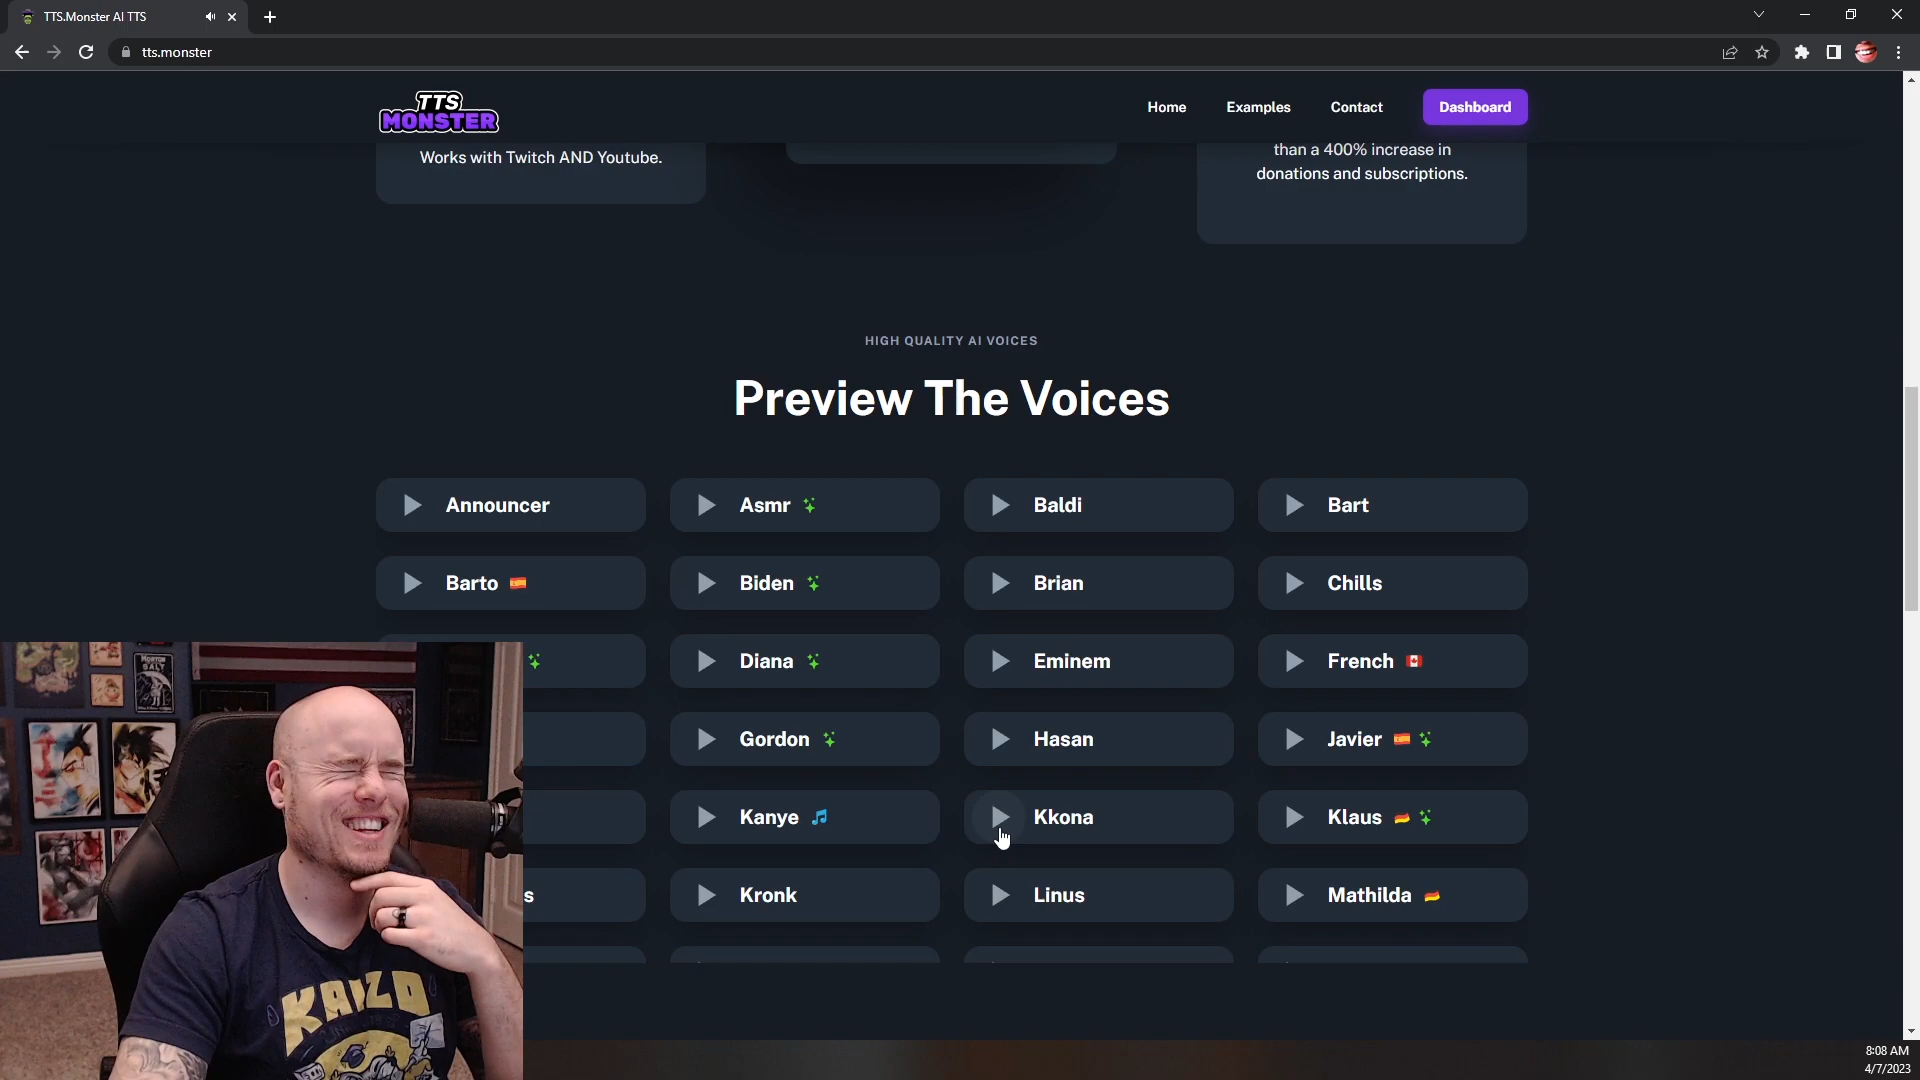 TTS.Monster AI TTS
tts.monster
TTS
MONSTER
Home
Examples
Contact
Dashboard
Works with Twitch AND Youtube.
than a 400% increase in
donations and subscriptions.
HIGH QUALITY AI VOICES
Preview The Voices
Announcer
Asmr
Baldi
Bart
Barto
Biden
Brian
Chills
Diana
Eminem
French
Gordon
Hasan
Javier
Kanye
Kkona
Klaus
s
Kronk
Linus
Mathilda
MORTON
SALT
KAIZO
8:08 AM
4/7/2023